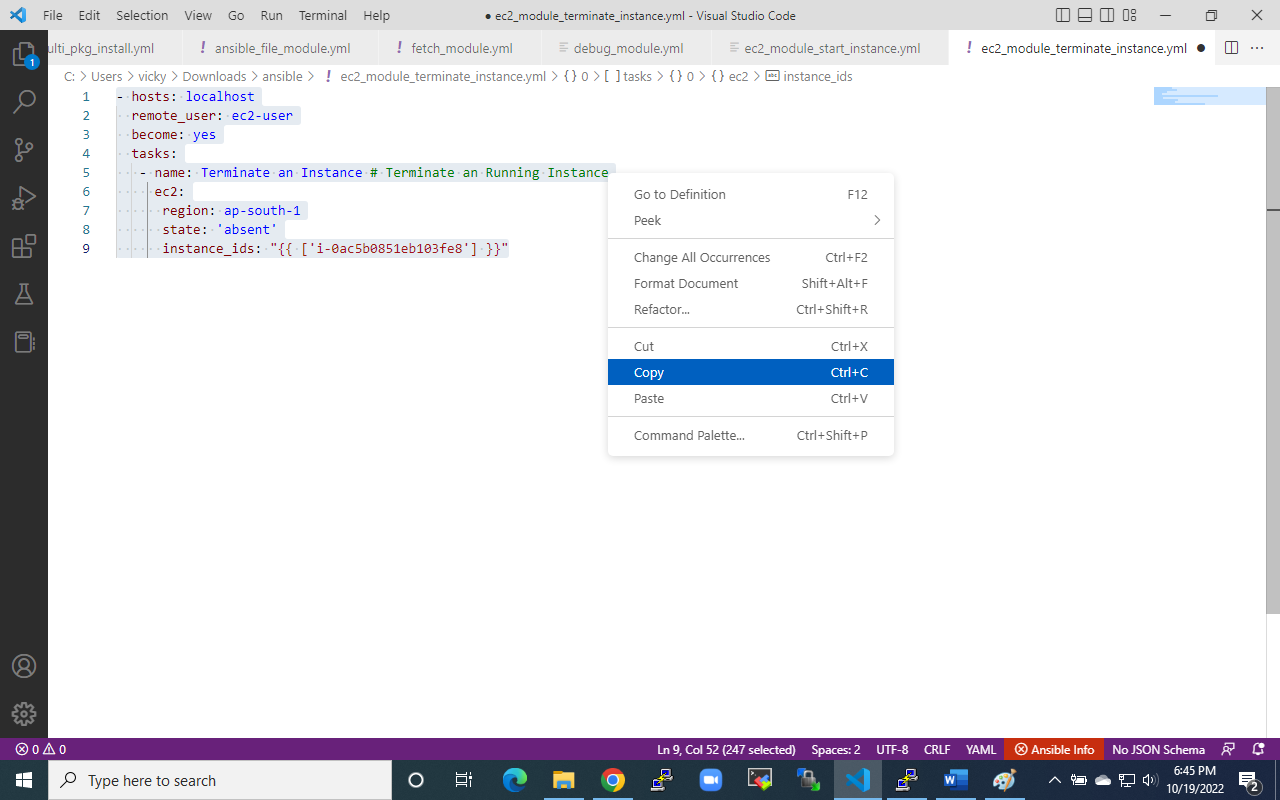 File Edit Selection View Go Run Terminal Help
● ec2_module_terminate_instance.yml - Visual Studio Code
ulti_pkg_install.yml
! ansible_file_module.yml
! fetch_module.yml
debug_module.yml
ec2_module_start_instance.yml
! ec2_module_terminate_instance.yml ●
C: > Users > vicky > Downloads > ansible > ! ec2_module_terminate_instance.yml > {} 0 > [ ] tasks > {} 0 > {} ec2 > abc instance_ids
1
1 - hosts: localhost
2   remote_user: ec2-user
3   become: yes
4   tasks:
5    - name: Terminate an Instance # Terminate an Running Instance
6      ec2:
7       region: ap-south-1
8       state: 'absent'
9       instance_ids: "{{ ['i-0ac5b0851eb103fe8'] }}"
Go to Definition F12
Peek
Change All Occurrences Ctrl+F2
Format Document Shift+Alt+F
Refactor... Ctrl+Shift+R
Cut Ctrl+X
Copy Ctrl+C
Paste Ctrl+V
Command Palette... Ctrl+Shift+P
0 0
Ln 9, Col 52 (247 selected) Spaces: 2 UTF-8 CRLF YAML Ansible Info No JSON Schema
Type here to search
6:45 PM
10/19/2022
2